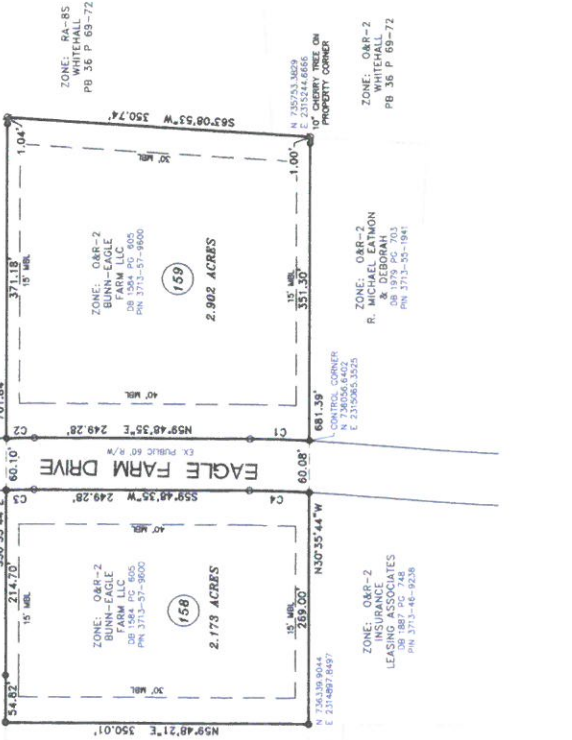 ZONE: RA-8S
WHITEHALL
PB 36 P 69-72
S63°08'53"W 350.74'
1.04'
30' MBL
1.00'
N 735753.3829
E 2315244.6666
10" CHERRY TREE ON
PROPERTY CORNER
ZONE: O&R-2
WHITEHALL
PB 36 P 69-72
371.18'
15' MBL
ZONE: O&R-2
BUNN-EAGLE
FARM LLC
DB 1584 PG 605
PIN 3713-57-9600
159
2.902 ACRES
15' MBL
351.30'
R. MICHAEL EATMON
& DEBORAH
DB 1979 PG 703
PIN 3713-55-1941
40' MBL
C2
N59°48'35"E 249.28'
C1
681.39'
CONTROL CORNER
N 736056.6402
E 2315065.3525
60.10'
EX PUBLIC 60' R/W
EAGLE FARM DRIVE
60.08'
C3
S59°48'35"W 249.28'
C4
N30°35'44"W
214.70'
15' MBL
40' MBL
ZONE: O&R-2
BUNN-EAGLE
FARM LLC
DB 1584 PG 605
PIN 3713-57-9600
158
2.173 ACRES
15' MBL
269.00'
ZONE: O&R-2
INSURANCE
LEASING ASSOCIATES
DB 1887 PG 748
PIN 3713-46-9238
54.82'
30' MBL
N59°48'21"E 350.01'
N 736339.9044
E 2314897.8497